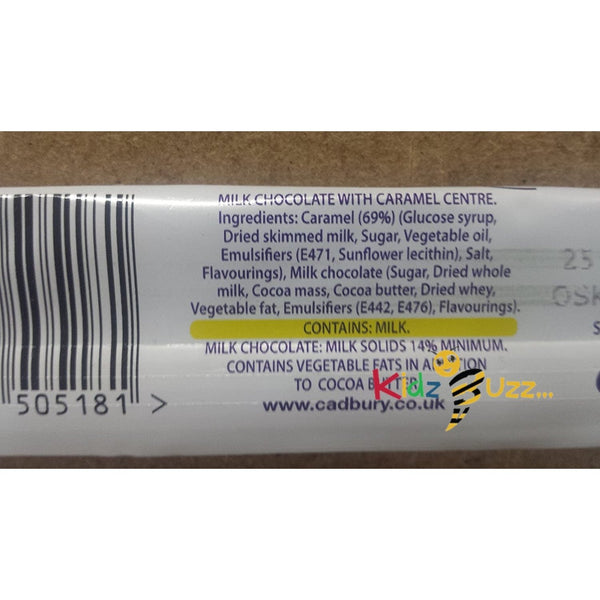 MILK CHOCOLATE WITH CARAMEL CENTRE.
Ingredients: Caramel (69%) (Glucose syrup,
Dried skimmed milk, Sugar, Vegetable oil,
Emulsifiers (E471, Sunflower lecithin), Salt,
Flavourings), Milk chocolate (Sugar, Dried whole
milk, Cocoa mass, Cocoa butter, Dried whey,
Vegetable fat, Emulsifiers (E442, E476), Flavourings).
CONTAINS: MILK.
MILK CHOCOLATE: MILK SOLIDS 14% MINIMUM.
CONTAINS VEGETABLE FATS IN
TO COCOA
www.cadbury.co.uk
505181 >
25
OSK
S
Kidz Buzz...